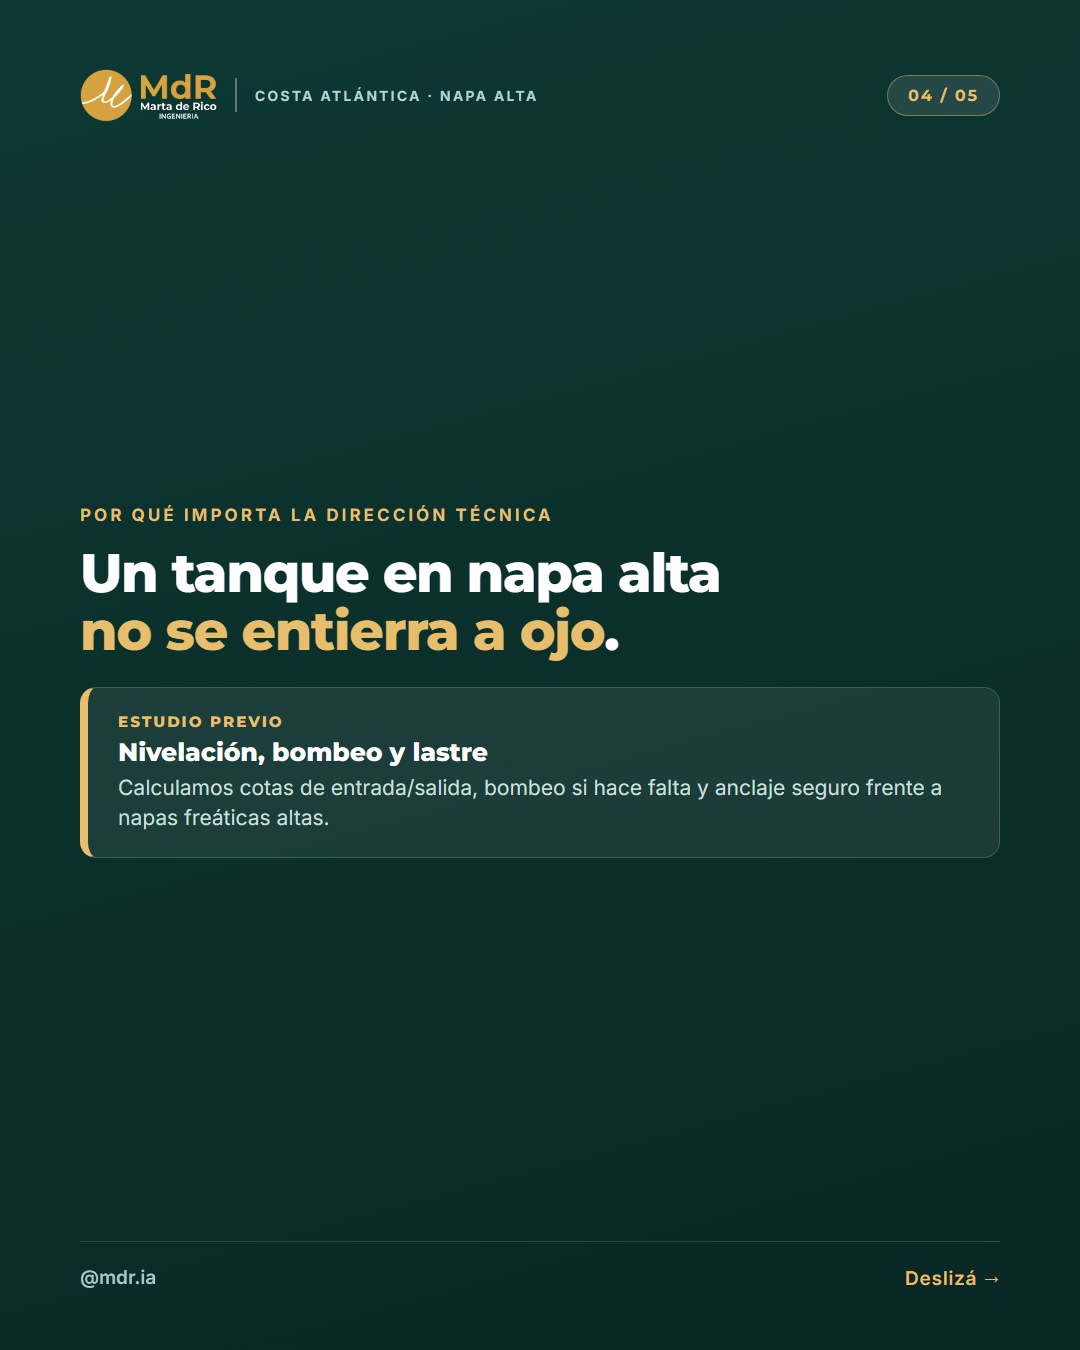 MdR
Marta de Rico
INGENIERIA
COSTA ATLÁNTICA · NAPA ALTA
04 / 05
POR QUÉ IMPORTA LA DIRECCIÓN TÉCNICA
Un tanque en napa alta
no se entierra a ojo.
ESTUDIO PREVIO
Nivelación, bombeo y lastre
Calculamos cotas de entrada/salida, bombeo si hace falta y anclaje seguro frente a
napas freáticas altas.
@mdr.ia
Deslizá →